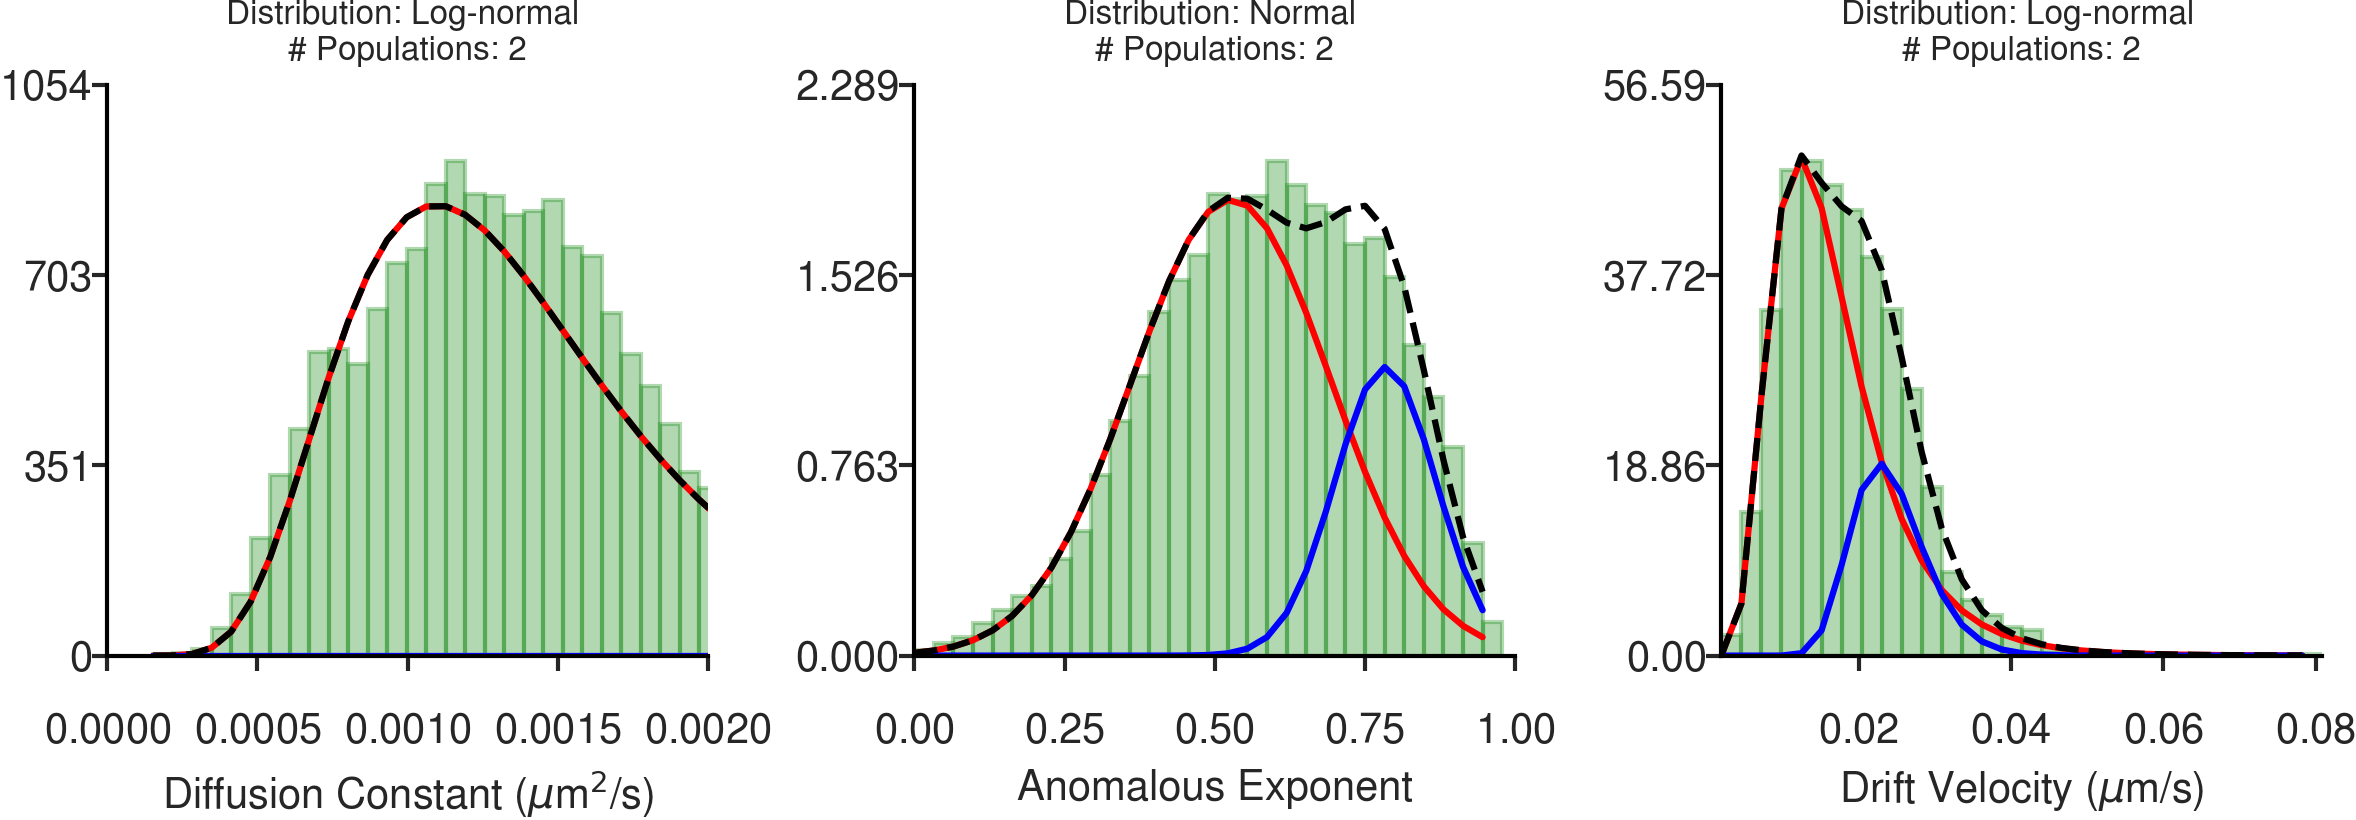 Distribution: Log-normal
# Populations: 2
1054
703
351
0
0.0000 0.0005 0.0010 0.0015 0.0020
Diffusion Constant (μm²/s)
Distribution: Normal
# Populations: 2
2.289
1.526
0.763
0.000
0.00 0.25 0.50 0.75 1.00
Anomalous Exponent
Distribution: Log-normal
# Populations: 2
56.59
37.72
18.86
0.00
0.02 0.04 0.06 0.08
Drift Velocity (μm/s)